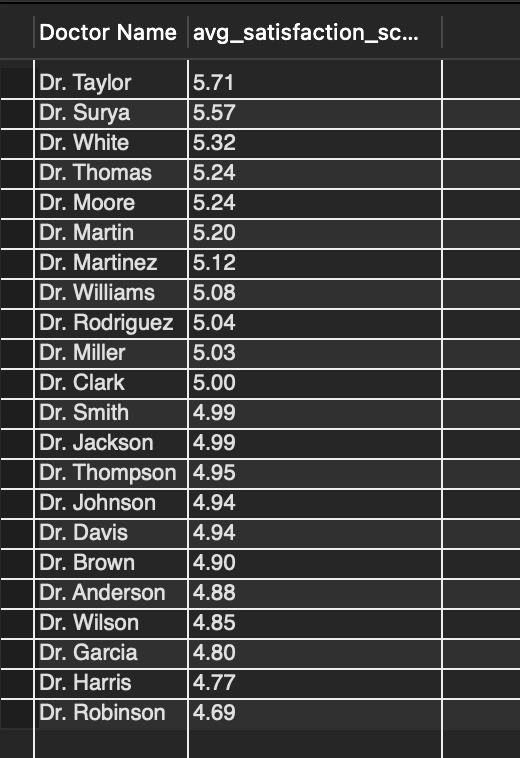 Doctor Name avg_satisfaction_sc...
Dr. Taylor 5.71
Dr. Surya 5.57
Dr. White 5.32
Dr. Thomas 5.24
Dr. Moore 5.24
Dr. Martin 5.20
Dr. Martinez 5.12
Dr. Williams 5.08
Dr. Rodriguez 5.04
Dr. Miller 5.03
Dr. Clark 5.00
Dr. Smith 4.99
Dr. Jackson 4.99
Dr. Thompson 4.95
Dr. Johnson 4.94
Dr. Davis 4.94
Dr. Brown 4.90
Dr. Anderson 4.88
Dr. Wilson 4.85
Dr. Garcia 4.80
Dr. Harris 4.77
Dr. Robinson 4.69